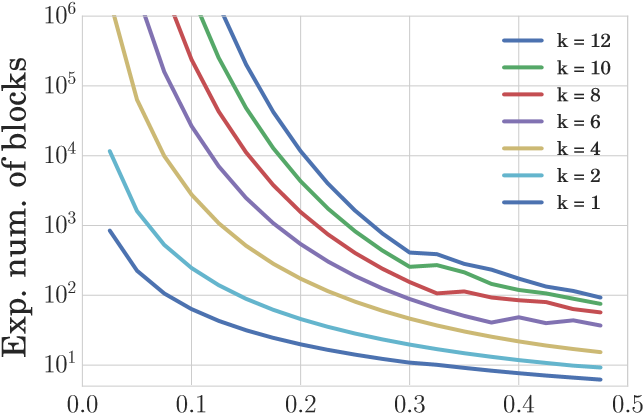 Exp. num. of blocks
10^6
10^5
10^4
10^3
10^2
10^1
k = 12
k = 10
k = 8
k = 6
k = 4
k = 2
k = 1
0.0 0.1 0.2 0.3 0.4 0.5